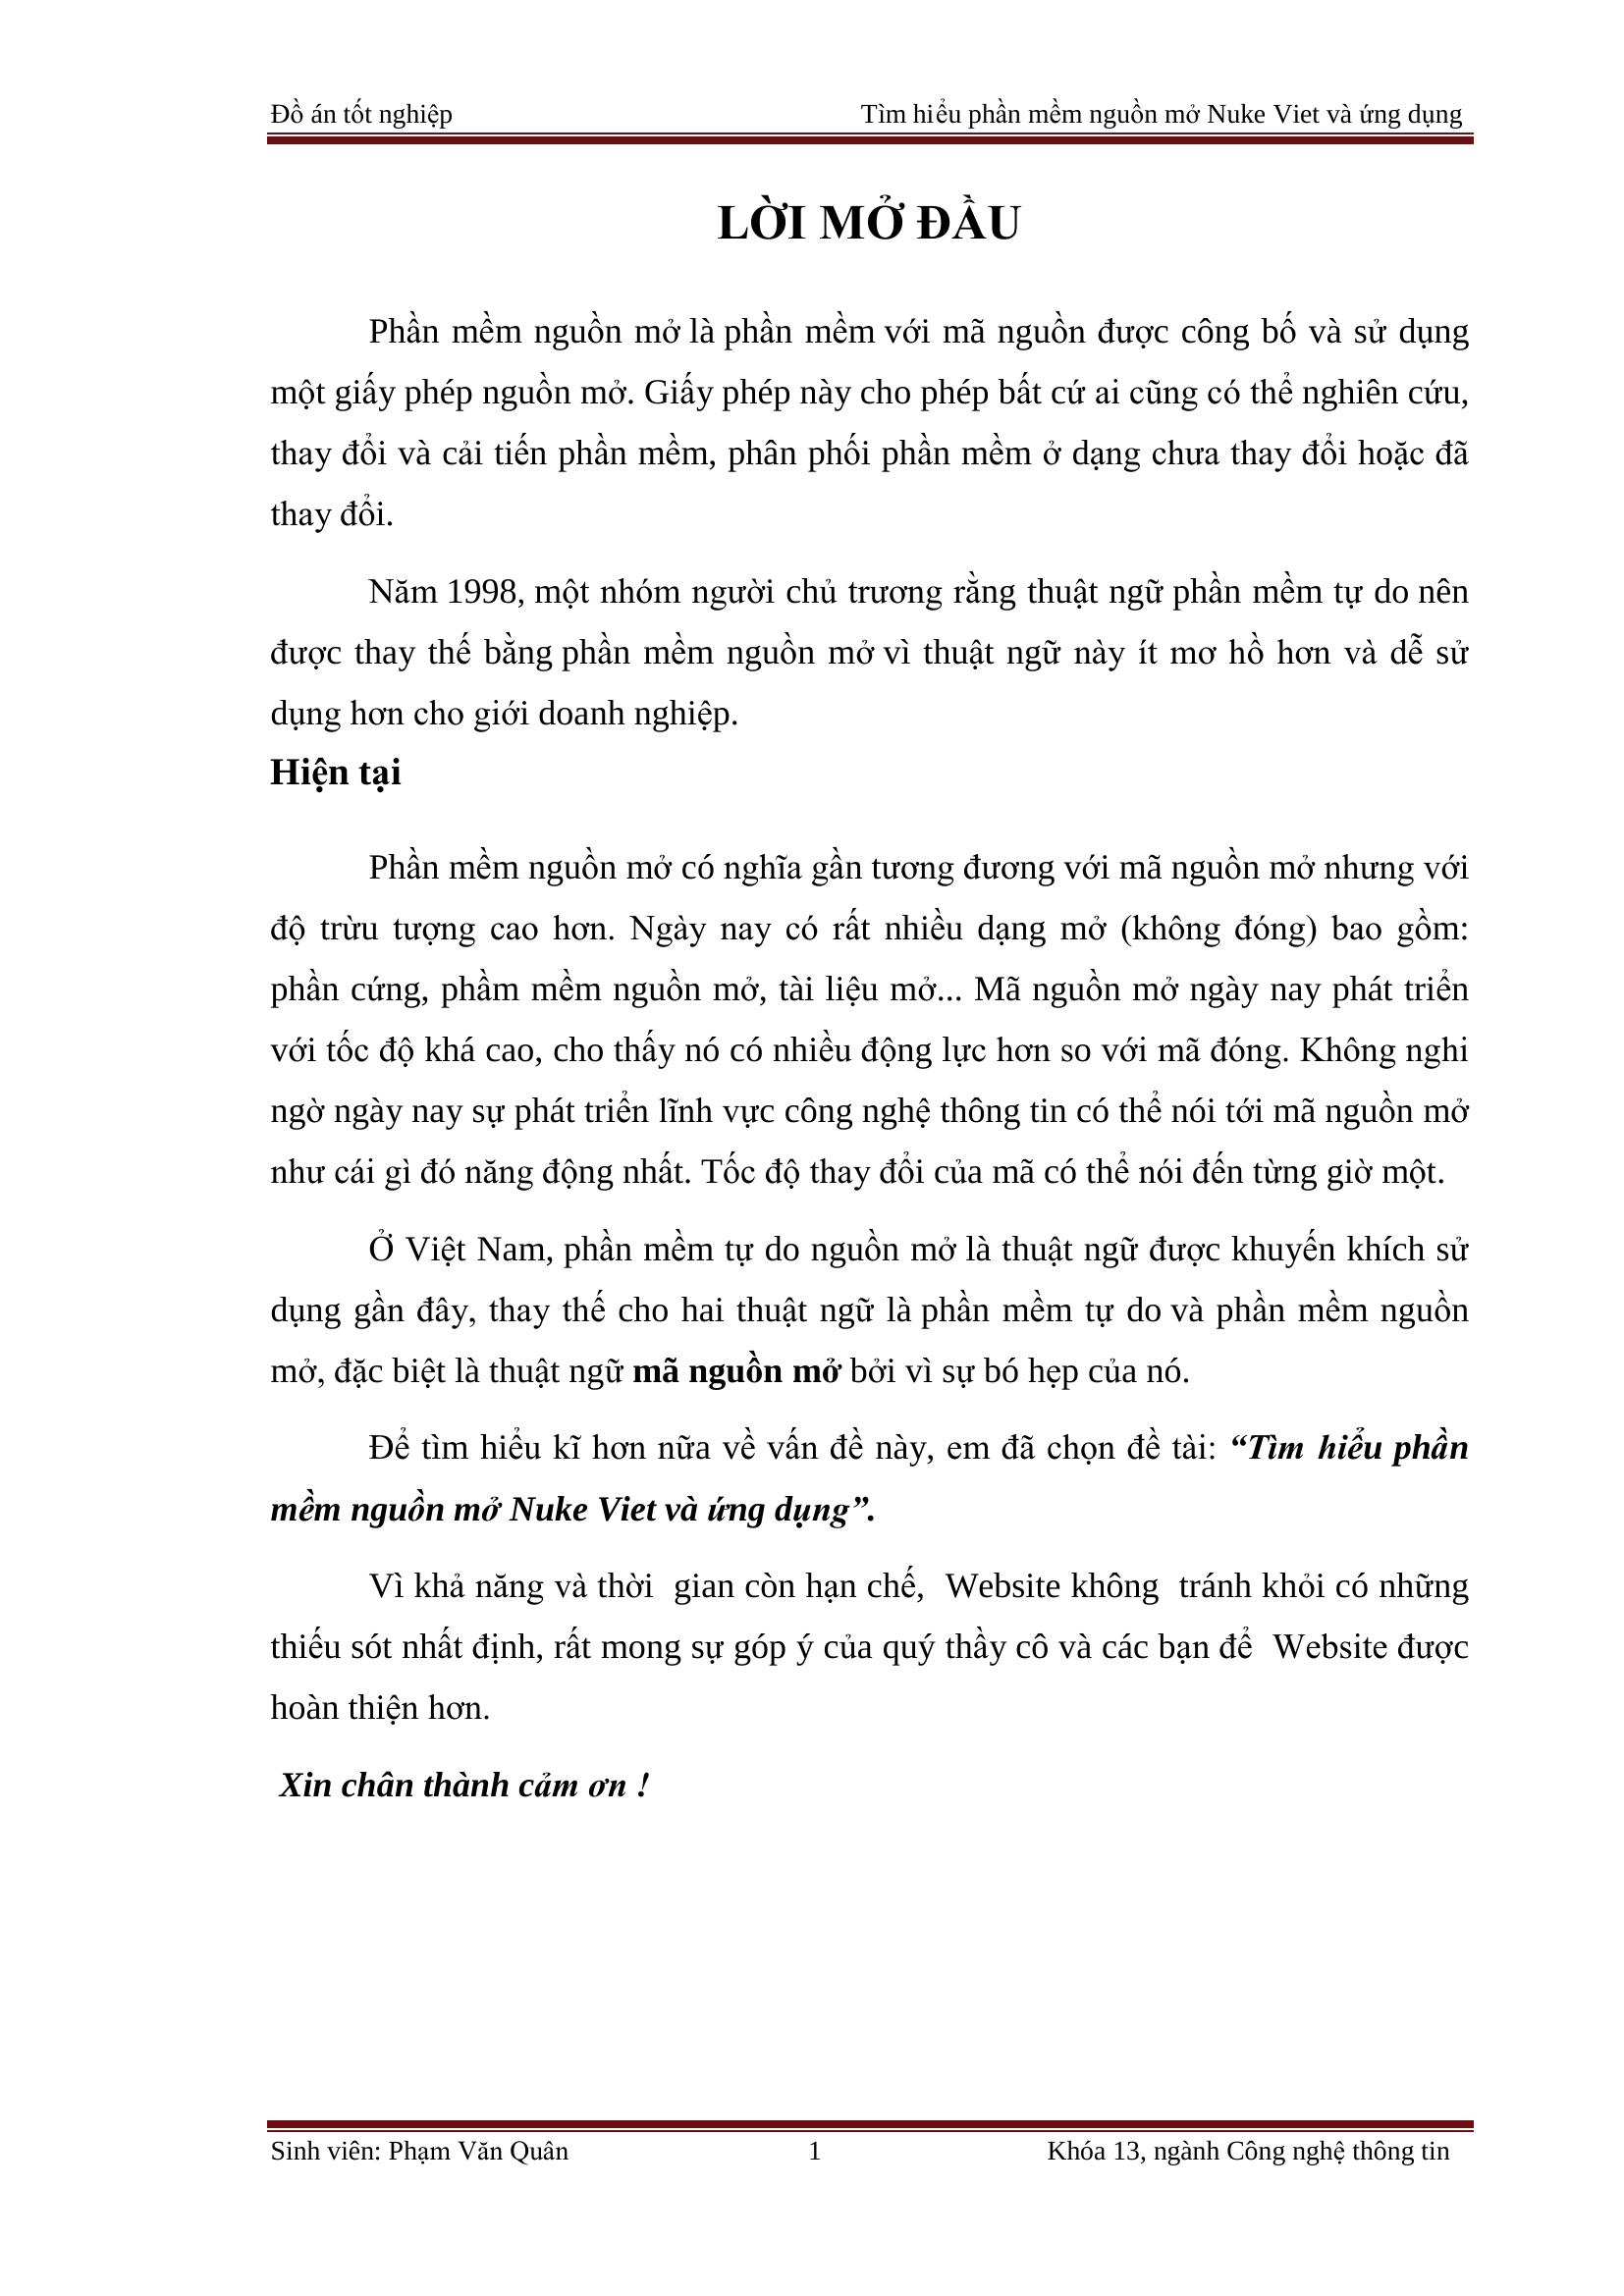 Đồ án tốt nghiệp Tìm hiểu phần mềm nguồn mở Nuke Viet và ứng dụng
LỜI MỞ ĐẦU
Phần mềm nguồn mở là phần mềm với mã nguồn được công bố và sử dụng
một giấy phép nguồn mở. Giấy phép này cho phép bất cứ ai cũng có thể nghiên cứu,
thay đổi và cải tiến phần mềm, phân phối phần mềm ở dạng chưa thay đổi hoặc đã
thay đổi.
Năm 1998, một nhóm người chủ trương rằng thuật ngữ phần mềm tự do nên
được thay thế bằng phần mềm nguồn mở vì thuật ngữ này ít mơ hồ hơn và dễ sử
dụng hơn cho giới doanh nghiệp.
Hiện tại
Phần mềm nguồn mở có nghĩa gần tương đương với mã nguồn mở nhưng với
độ trừu tượng cao hơn. Ngày nay có rất nhiều dạng mở (không đóng) bao gồm:
phần cứng, phầm mềm nguồn mở, tài liệu mở... Mã nguồn mở ngày nay phát triển
với tốc độ khá cao, cho thấy nó có nhiều động lực hơn so với mã đóng. Không nghi
ngờ ngày nay sự phát triển lĩnh vực công nghệ thông tin có thể nói tới mã nguồn mở
như cái gì đó năng động nhất. Tốc độ thay đổi của mã có thể nói đến từng giờ một.
Ở Việt Nam, phần mềm tự do nguồn mở là thuật ngữ được khuyến khích sử
dụng gần đây, thay thế cho hai thuật ngữ là phần mềm tự do và phần mềm nguồn
mở, đặc biệt là thuật ngữ mã nguồn mở bởi vì sự bó hẹp của nó.
Để tìm hiểu kĩ hơn nữa về vấn đề này, em đã chọn đề tài: “Tìm hiểu phần
mềm nguồn mở Nuke Viet và ứng dụng”.
Vì khả năng và thời gian còn hạn chế, Website không tránh khỏi có những
thiếu sót nhất định, rất mong sự góp ý của quý thầy cô và các bạn để Website được
hoàn thiện hơn.
Xin chân thành cảm ơn !
Sinh viên: Phạm Văn Quân 1 Khóa 13, ngành Công nghệ thông tin